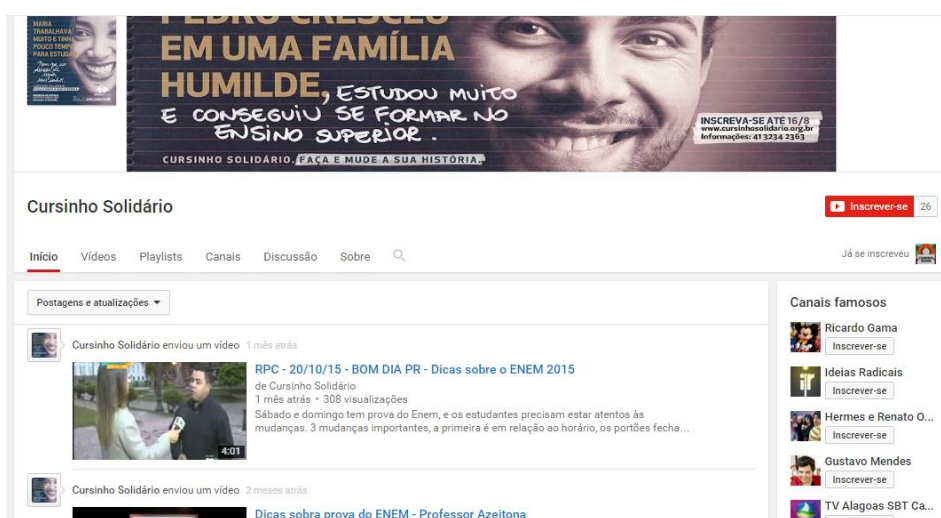 MARIA
TRABALHAVA
MUITO E TINHA
POUCO TEMPO
PARA ESTUDAR
PEDRO CRESCEU
EM UMA FAMÍLIA
HUMILDE, ESTUDOU MUITO
E CONSEGUIU SE FORMAR NO
ENSINO SUPERIOR.
CURSINHO SOLIDÁRIO. FAÇA E MUDE A SUA HISTÓRIA.
INSCREVA-SE ATÉ 16/8
www.cursinhosolidario.org.br
Informações: 41 3234 2363
Cursinho Solidário
Inscrever-se 26
Início Vídeos Playlists Canais Discussão Sobre
Já se inscreveu
Postagens e atualizações
Cursinho Solidário enviou um vídeo 1 mês atrás
RPC - 20/10/15 - BOM DIA PR - Dicas sobre o ENEM 2015
de Cursinho Solidário
1 mês atrás • 308 visualizações
Sábado e domingo tem prova do Enem, e os estudantes precisam estar atentos às
mudanças. 3 mudanças importantes, a primeira é em relação ao horário, os portões fecha...
4:01
Cursinho Solidário enviou um vídeo 2 meses atrás
Dicas sobra prova do ENEM - Professor Azeitona
Canais famosos
Ricardo Gama
Inscrever-se
Ideias Radicais
Inscrever-se
Hermes e Renato O...
Inscrever-se
Gustavo Mendes
Inscrever-se
TV Alagoas SBT Ca...